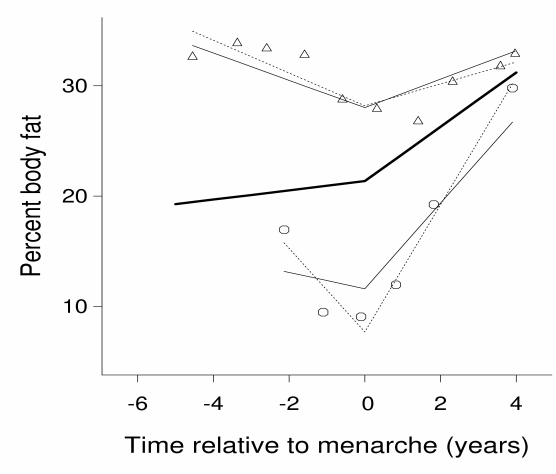 Percent body fat
30
20
10
-6 -4 -2 0 2 4
Time relative to menarche (years)